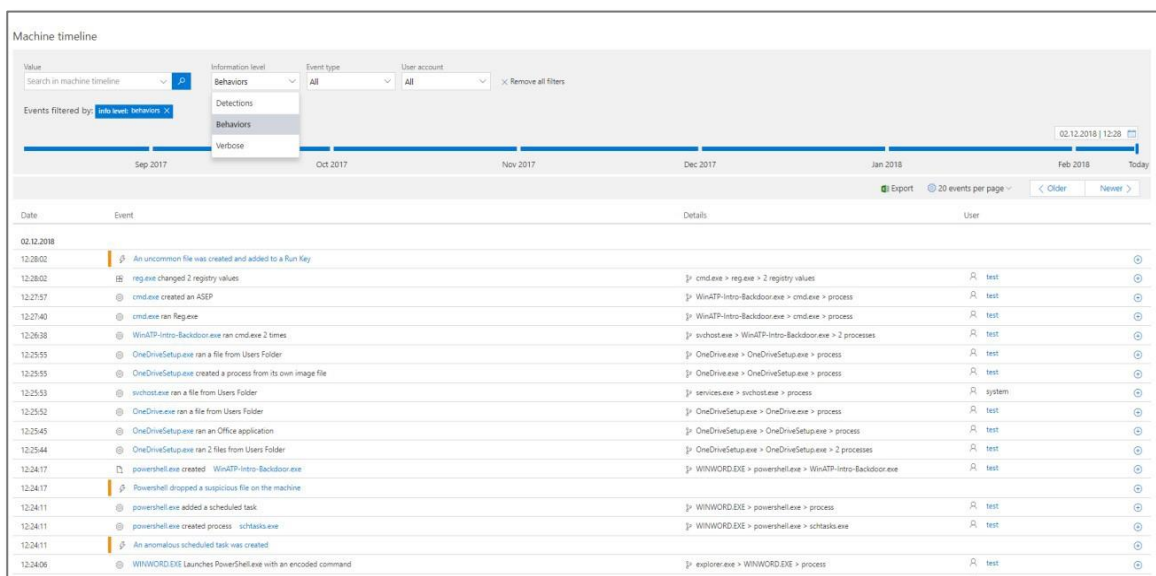 Machine timeline
Value Information level Event type User account
Search in machine timeline Behaviors All All Remove all filters
Detections
Events filtered by: info level: behaviors X
Behaviors
02.12.2018 | 12:28
Verbose
Sep 2017 Oct 2017 Nov 2017 Dec 2017 Jan 2018 Feb 2018 Today
Export 20 events per page < Older Newer >
Date Event Details User
02.12.2018
12:28:02 An uncommon file was created and added to a Run Key
12:28:02 reg.exe changed 2 registry values cmd.exe > reg.exe > 2 registry values test
12:27:57 cmd.exe created an ASEP WinATP-Intro-Backdoor.exe > cmd.exe > process test
12:27:40 cmd.exe ran Reg.exe WinATP-Intro-Backdoor.exe > cmd.exe > process test
12:26:38 WinATP-Intro-Backdoor.exe ran cmd.exe 2 times svchost.exe > WinATP-Intro-Backdoor.exe > 2 processes test
12:25:55 OneDriveSetup.exe ran a file from Users Folder OneDrive.exe > OneDriveSetup.exe > process test
12:25:55 OneDriveSetup.exe created a process from its own image file OneDrive.exe > OneDriveSetup.exe > process test
12:25:53 svchost.exe ran a file from Users Folder services.exe > svchost.exe > process system
12:25:52 OneDrive.exe ran a file from Users Folder OneDriveSetup.exe > OneDrive.exe > process test
12:25:45 OneDriveSetup.exe ran an Office application OneDriveSetup.exe > OneDriveSetup.exe > process test
12:25:44 OneDriveSetup.exe ran 2 files from Users Folder OneDriveSetup.exe > OneDriveSetup.exe > 2 processes test
12:24:17 powershell.exe created WinATP-Intro-Backdoor.exe WINWORD.EXE > powershell.exe > WinATP-Intro-Backdoor.exe test
12:24:17 Powershell dropped a suspicious file on the machine
12:24:11 powershell.exe added a scheduled task WINWORD.EXE > powershell.exe > process test
12:24:11 powershell.exe created process schtasks.exe WINWORD.EXE > powershell.exe > schtasks.exe test
12:24:11 An anomalous scheduled task was created
12:24:06 WINWORD.EXE Launches PowerShell.exe with an encoded command explorer.exe > WINWORD.EXE > process test